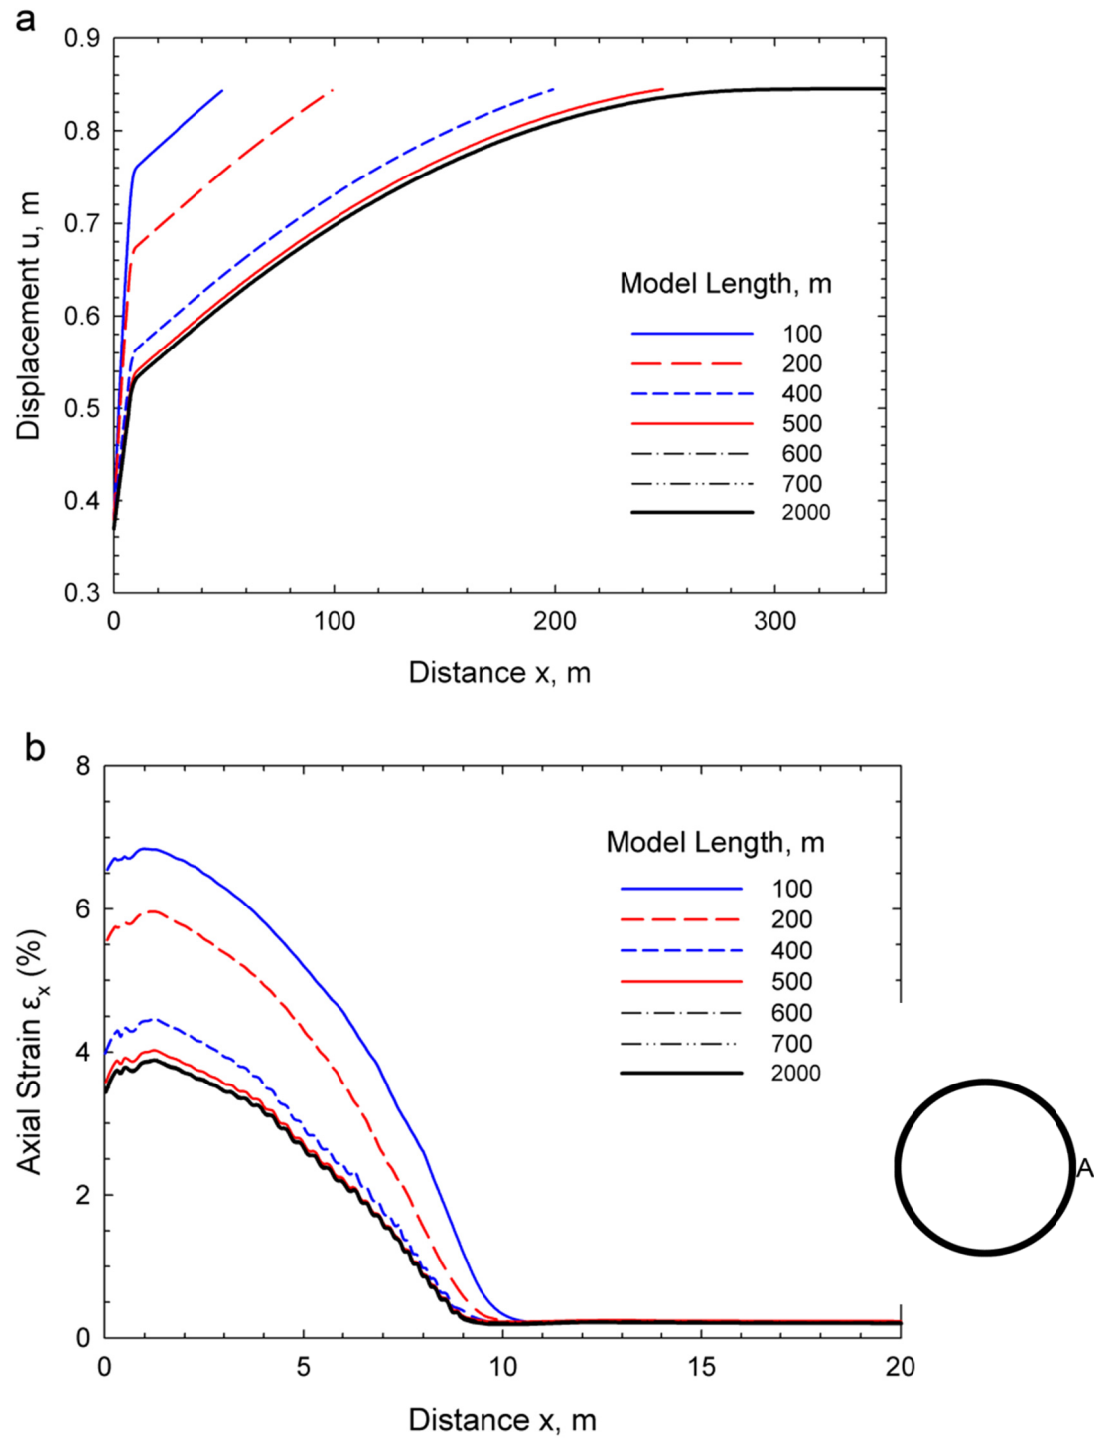 a
0.9
0.8
0.7
0.6
0.5
0.4
0.3
Displacement u, m
Model Length, m
100
200
400
500
600
700
2000
0 100 200 300
Distance x, m
b
8
6
4
2
0
Axial Strain εx (%)
Model Length, m
100
200
400
500
600
700
2000
A
0 5 10 15 20
Distance x, m